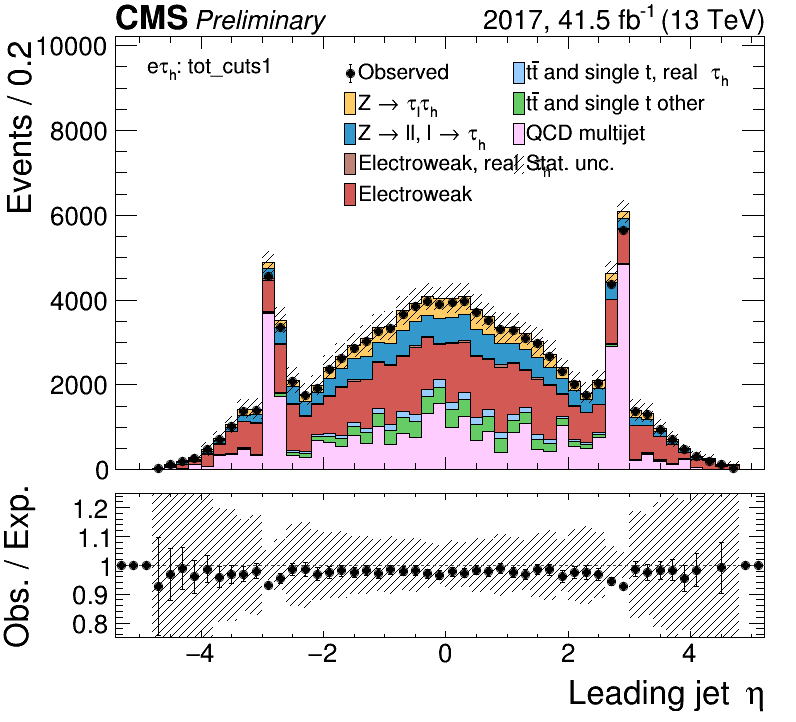 CMS Preliminary 2017, 41.5 fb⁻¹ (13 TeV)
Events / 0.2
10000
8000
6000
4000
2000
0
eτh: tot_cuts1
Observed
Z → τlτh
Z → ll, l → τh
Electroweak, real τh
Electroweak
tt̄ and single t, real τh
tt̄ and single t other
QCD multijet
Stat. unc.
Obs. / Exp.
1.2
1.1
1
0.9
0.8
−4 −2 0 2 4
Leading jet η